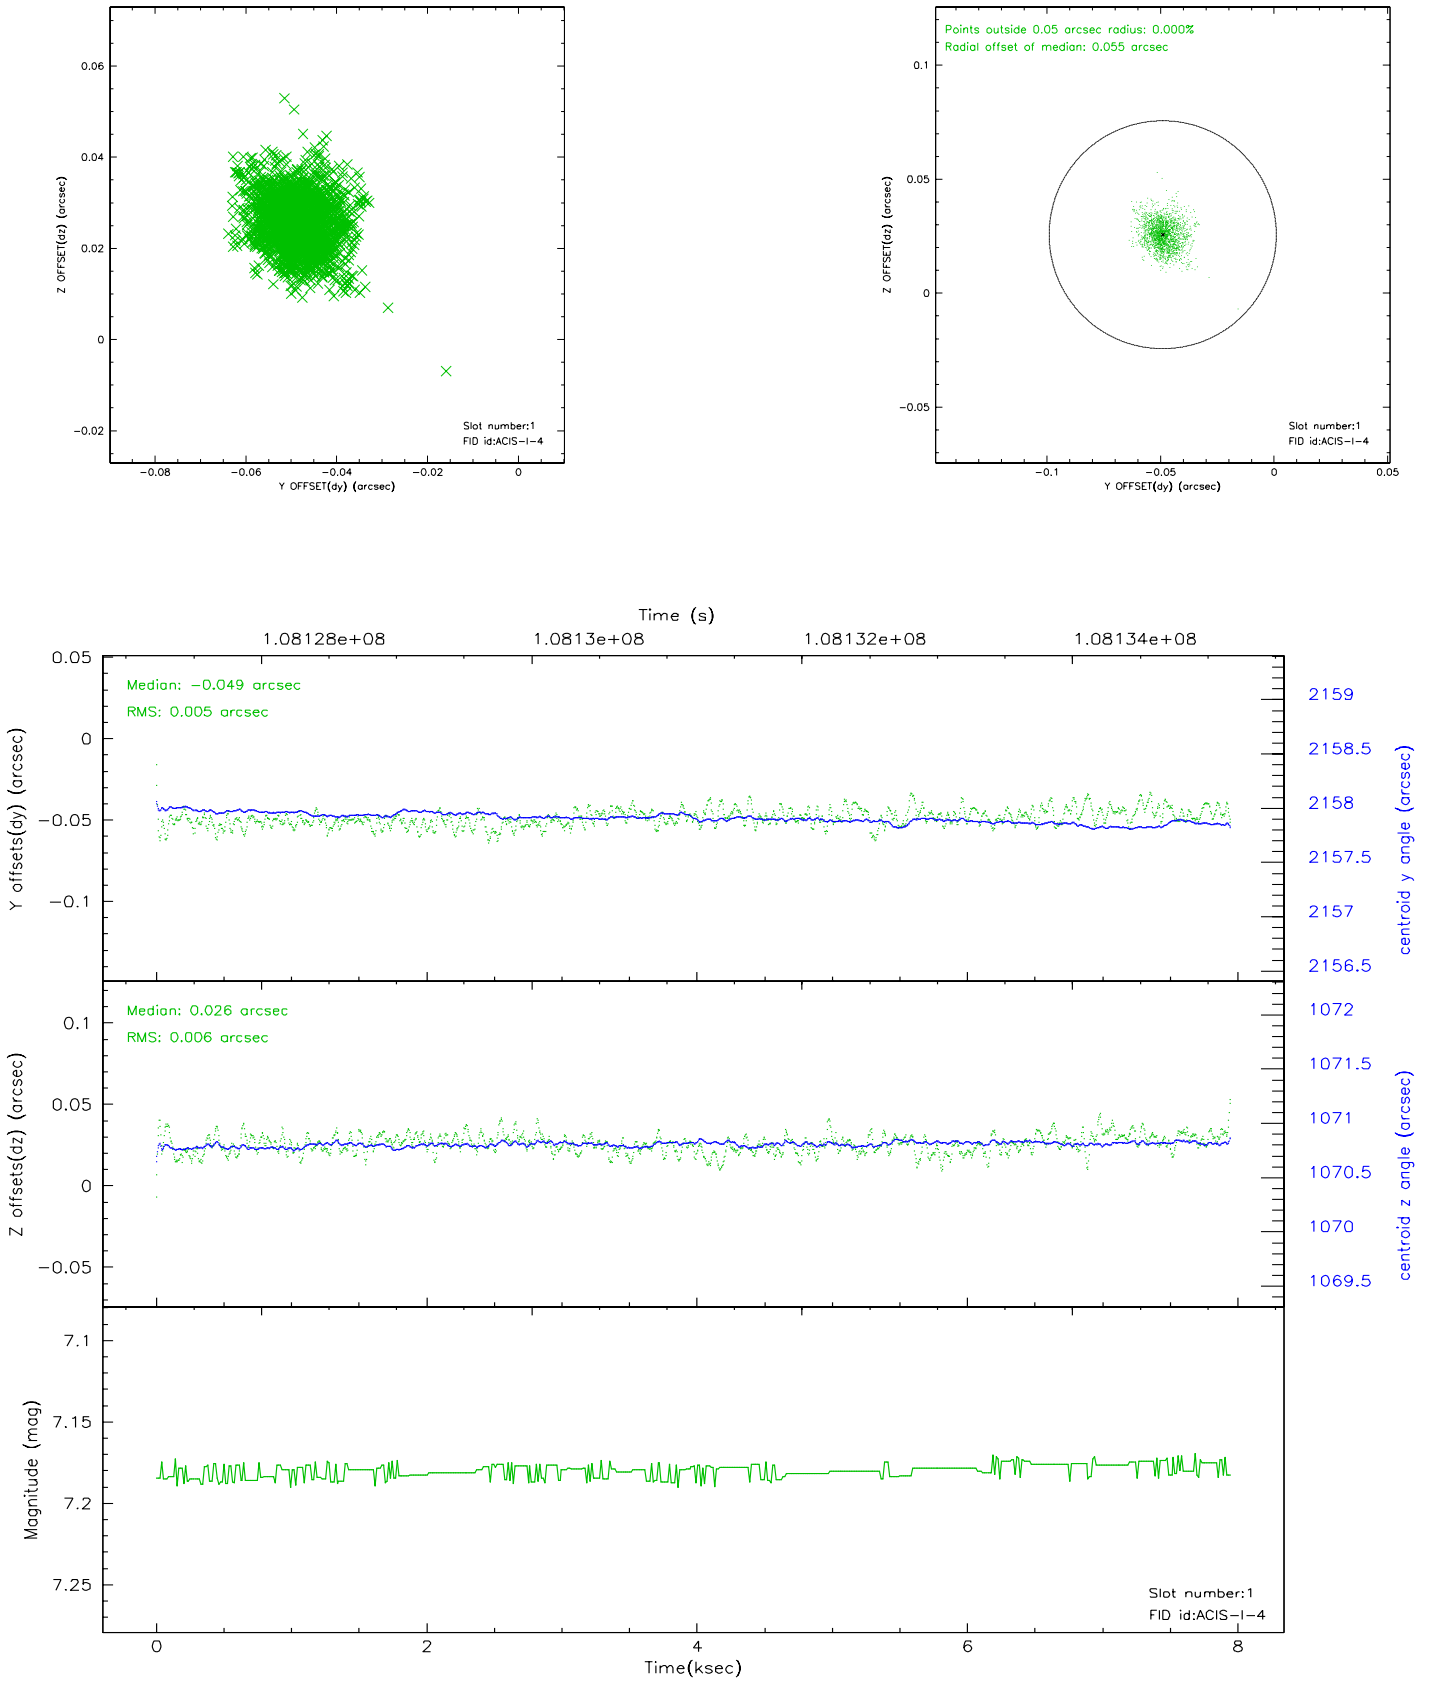 0.06
0.04
0.02
0
−0.02
Z OFFSET(dz) (arcsec)
Slot number:1
FID id:ACIS−I−4
−0.08 −0.06 −0.04 −0.02 0
Y OFFSET(dy) (arcsec)
Points outside 0.05 arcsec radius: 0.000%
Radial offset of median: 0.055 arcsec
0.1
0.05
0
−0.05
Z OFFSET(dz) (arcsec)
Slot number:1
FID id:ACIS−I−4
−0.1 −0.05 0 0.05
Y OFFSET(dy) (arcsec)
Time (s)
1.08128e+08 1.0813e+08 1.08132e+08 1.08134e+08
Median: −0.049 arcsec
RMS: 0.005 arcsec
0.05
0
−0.05
−0.1
Y offsets(dy) (arcsec)
2159
2158.5
2158
2157.5
2157
2156.5
centroid y angle (arcsec)
Median: 0.026 arcsec
RMS: 0.006 arcsec
0.1
0.05
0
−0.05
Z offsets(dz) (arcsec)
1072
1071.5
1071
1070.5
1070
1069.5
centroid z angle (arcsec)
7.1
7.15
7.2
7.25
Magnitude (mag)
Slot number:1
FID id:ACIS−I−4
0 2 4 6 8
Time(ksec)